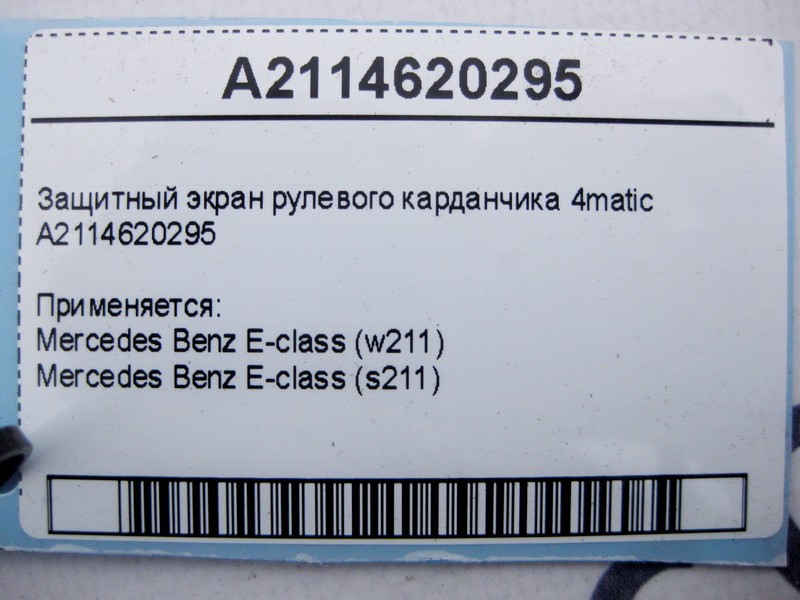 A2114620295
Защитный экран рулевого карданчика 4matic
A2114620295
Применяется:
Mercedes Benz E-class (w211)
Mercedes Benz E-class (s211)